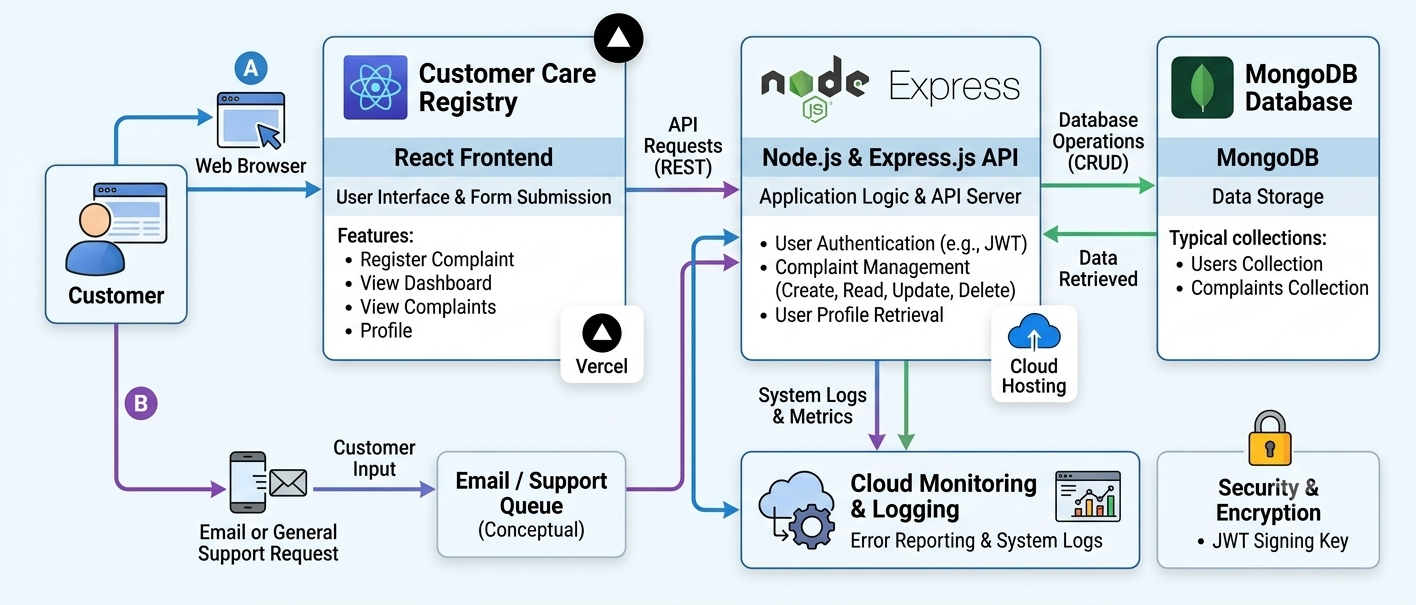 A
Web Browser
Customer
B
Email or General
Support Request
Customer
Input
Email / Support
Queue
(Conceptual)
Customer Care
Registry
React Frontend
User Interface & Form Submission
Features:
• Register Complaint
• View Dashboard
• View Complaints
• Profile
Vercel
API
Requests
(REST)
node
JS
Express
Node.js & Express.js API
Application Logic & API Server
• User Authentication (e.g., JWT)
• Complaint Management
(Create, Read, Update, Delete)
• User Profile Retrieval
Cloud
Hosting
Database
Operations
(CRUD)
Data
Retrieved
MongoDB
Database
MongoDB
Data Storage
Typical collections:
• Users Collection
• Complaints Collection
System Logs
& Metrics
Cloud Monitoring
& Logging
Error Reporting & System Logs
Security &
Encryption
• JWT Signing Key